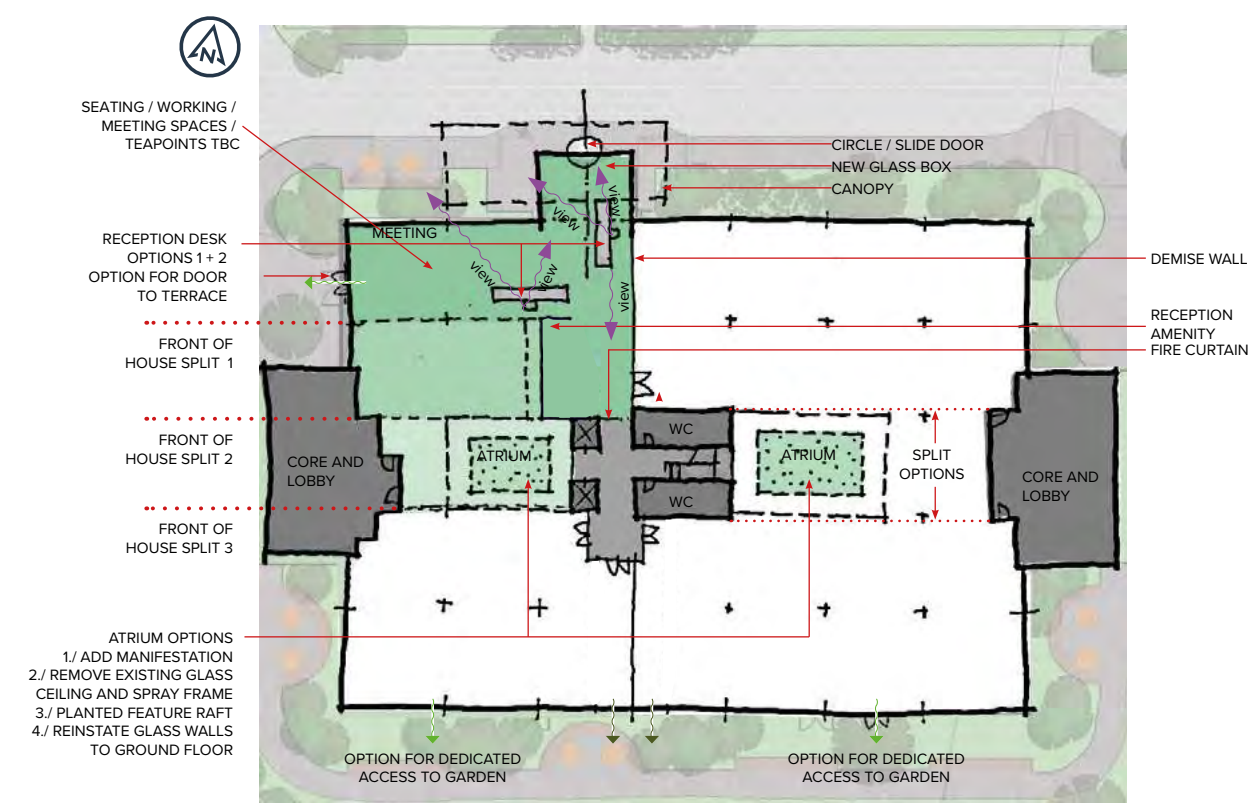 N
SEATING / WORKING /
MEETING SPACES /
TEAPOINTS TBC
CIRCLE / SLIDE DOOR
NEW GLASS BOX
CANOPY
view
view
MEETING
RECEPTION DESK
OPTIONS 1 + 2
OPTION FOR DOOR
TO TERRACE
view
view
view
DEMISE WALL
RECEPTION
AMENITY
FIRE CURTAIN
FRONT OF
HOUSE SPLIT 1
FRONT OF
HOUSE SPLIT 2
FRONT OF
HOUSE SPLIT 3
CORE AND
LOBBY
ATRIUM
WC
WC
ATRIUM
SPLIT
OPTIONS
CORE AND
LOBBY
ATRIUM OPTIONS
1./ ADD MANIFESTATION
2./ REMOVE EXISTING GLASS
CEILING AND SPRAY FRAME
3./ PLANTED FEATURE RAFT
4./ REINSTATE GLASS WALLS
TO GROUND FLOOR
OPTION FOR DEDICATED
ACCESS TO GARDEN
OPTION FOR DEDICATED
ACCESS TO GARDEN